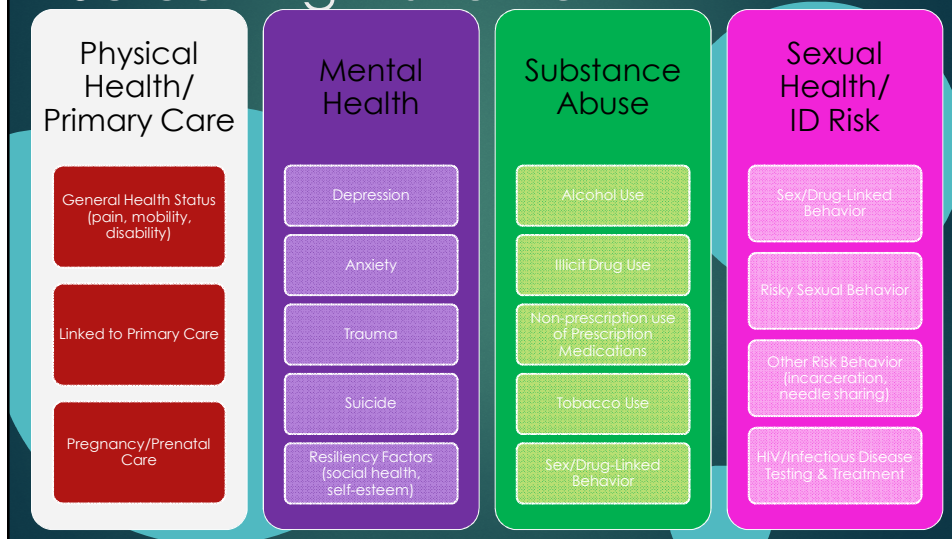 Physical
Health/
Primary Care
General Health Status
(pain, mobility,
disability)
Linked to Primary Care
Pregnancy/Prenatal
Care
Mental
Health
Depression
Anxiety
Trauma
Suicide
Resiliency Factors
(social health,
self-esteem)
Substance
Abuse
Alcohol Use
Illicit Drug Use
Non-prescription use
of Prescription
Medications
Tobacco Use
Sex/Drug-Linked
Behavior
Sexual
Health/
ID Risk
Sex/Drug-Linked
Behavior
Risky Sexual Behavior
Other Risk Behavior
(incarceration,
needle sharing)
HIV/Infectious Disease
Testing & Treatment